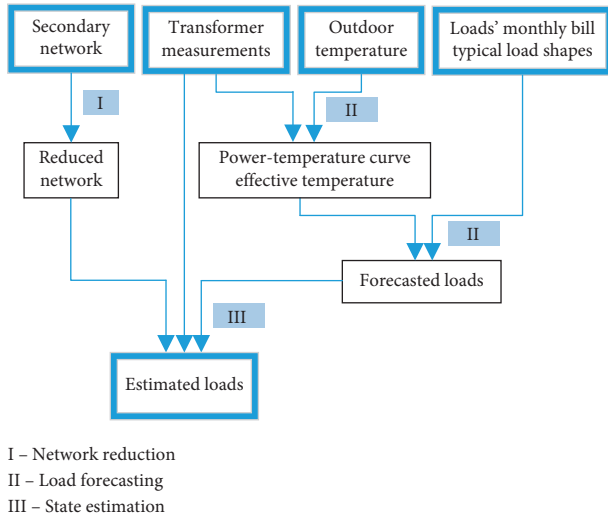 Secondary
network
Transformer
measurements
Outdoor
temperature
Loads’ monthly bill
typical load shapes
I
II
Reduced
network
Power-temperature curve
effective temperature
II
Forecasted loads
III
Estimated loads
I – Network reduction
II – Load forecasting
III – State estimation